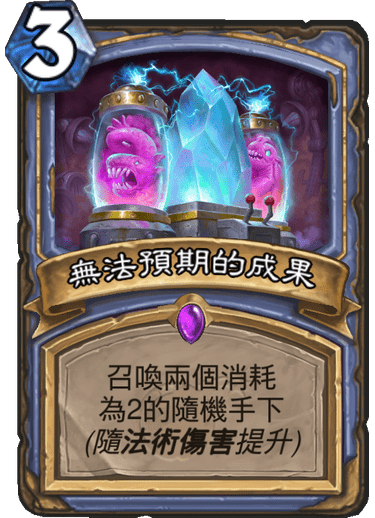 3
無法預期的成果
召喚兩個消耗
為2的隨機手下
(隨法術傷害提升)